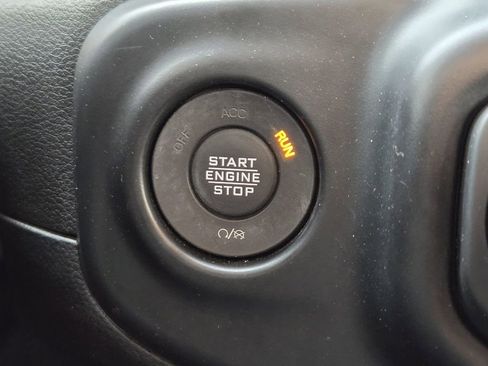 ACC
OFF
RUN
START
ENGINE
STOP